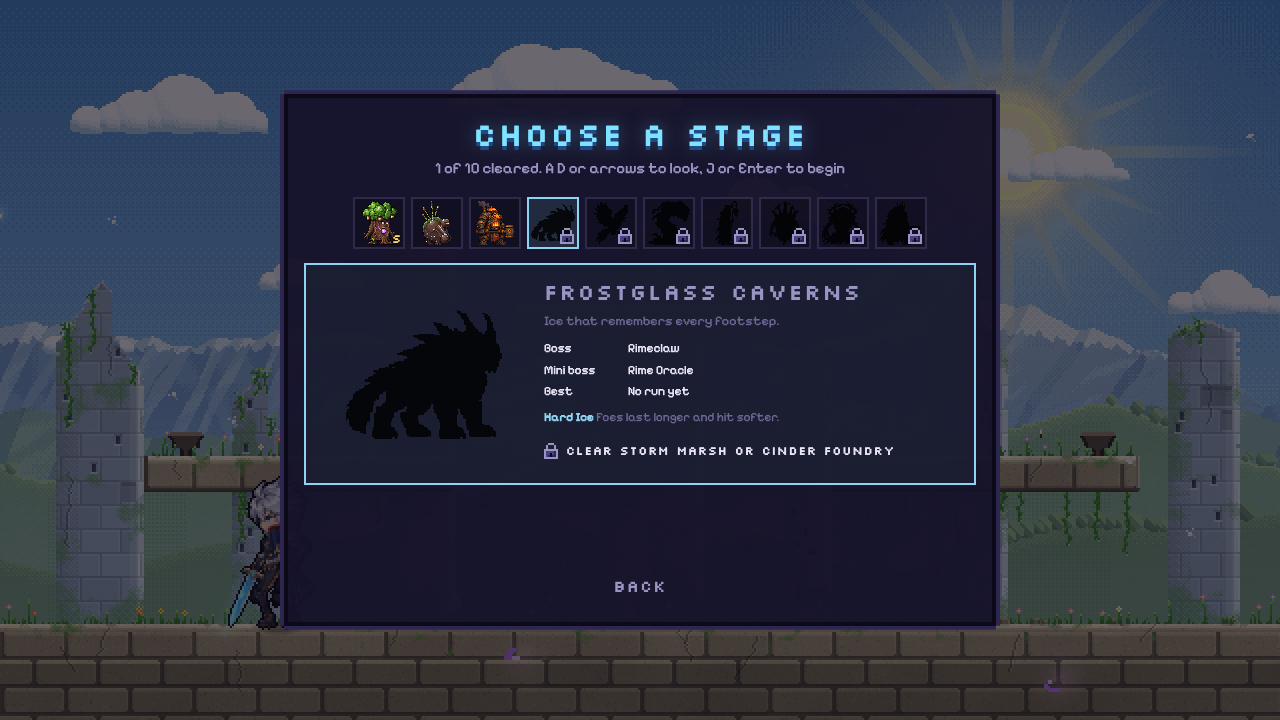 CHOOSE A STAGE
1 of 10 cleared. A D or arrows to look, J or Enter to begin
S
FROSTGLASS CAVERNS
Ice that remembers every footstep.
Boss Rimeclaw
Mini boss Rime Oracle
Best No run yet
Hard Ice Foes last longer and hit softer.
CLEAR STORM MARSH OR CINDER FOUNDRY
BACK